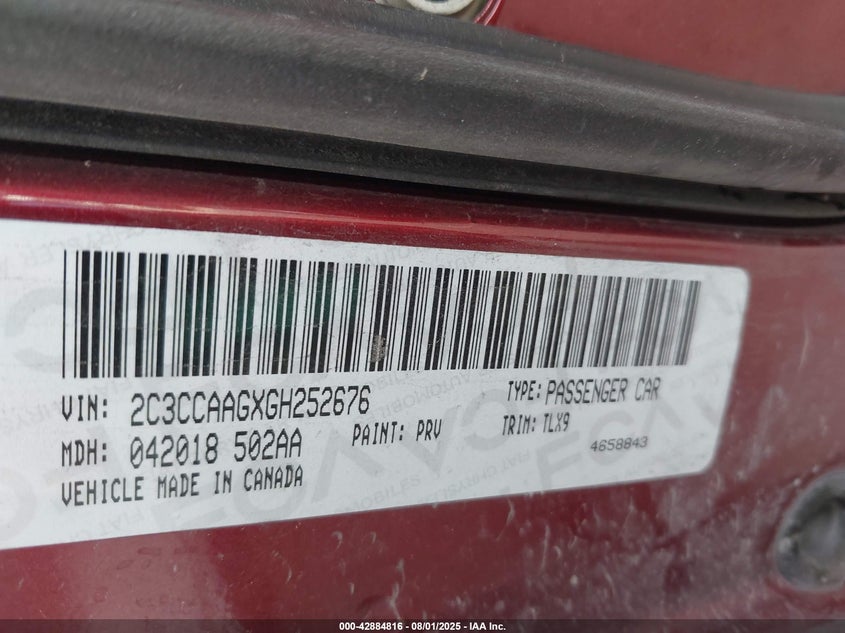 VIN: 2C3CCAAGXGH252676 TYPE: PASSENGER CAR
MDH: 042018 502AA PAINT: PRV TRIM: TLX9
VEHICLE MADE IN CANADA 4658843
000-42884816 - 08/01/2025 - IAA Inc.